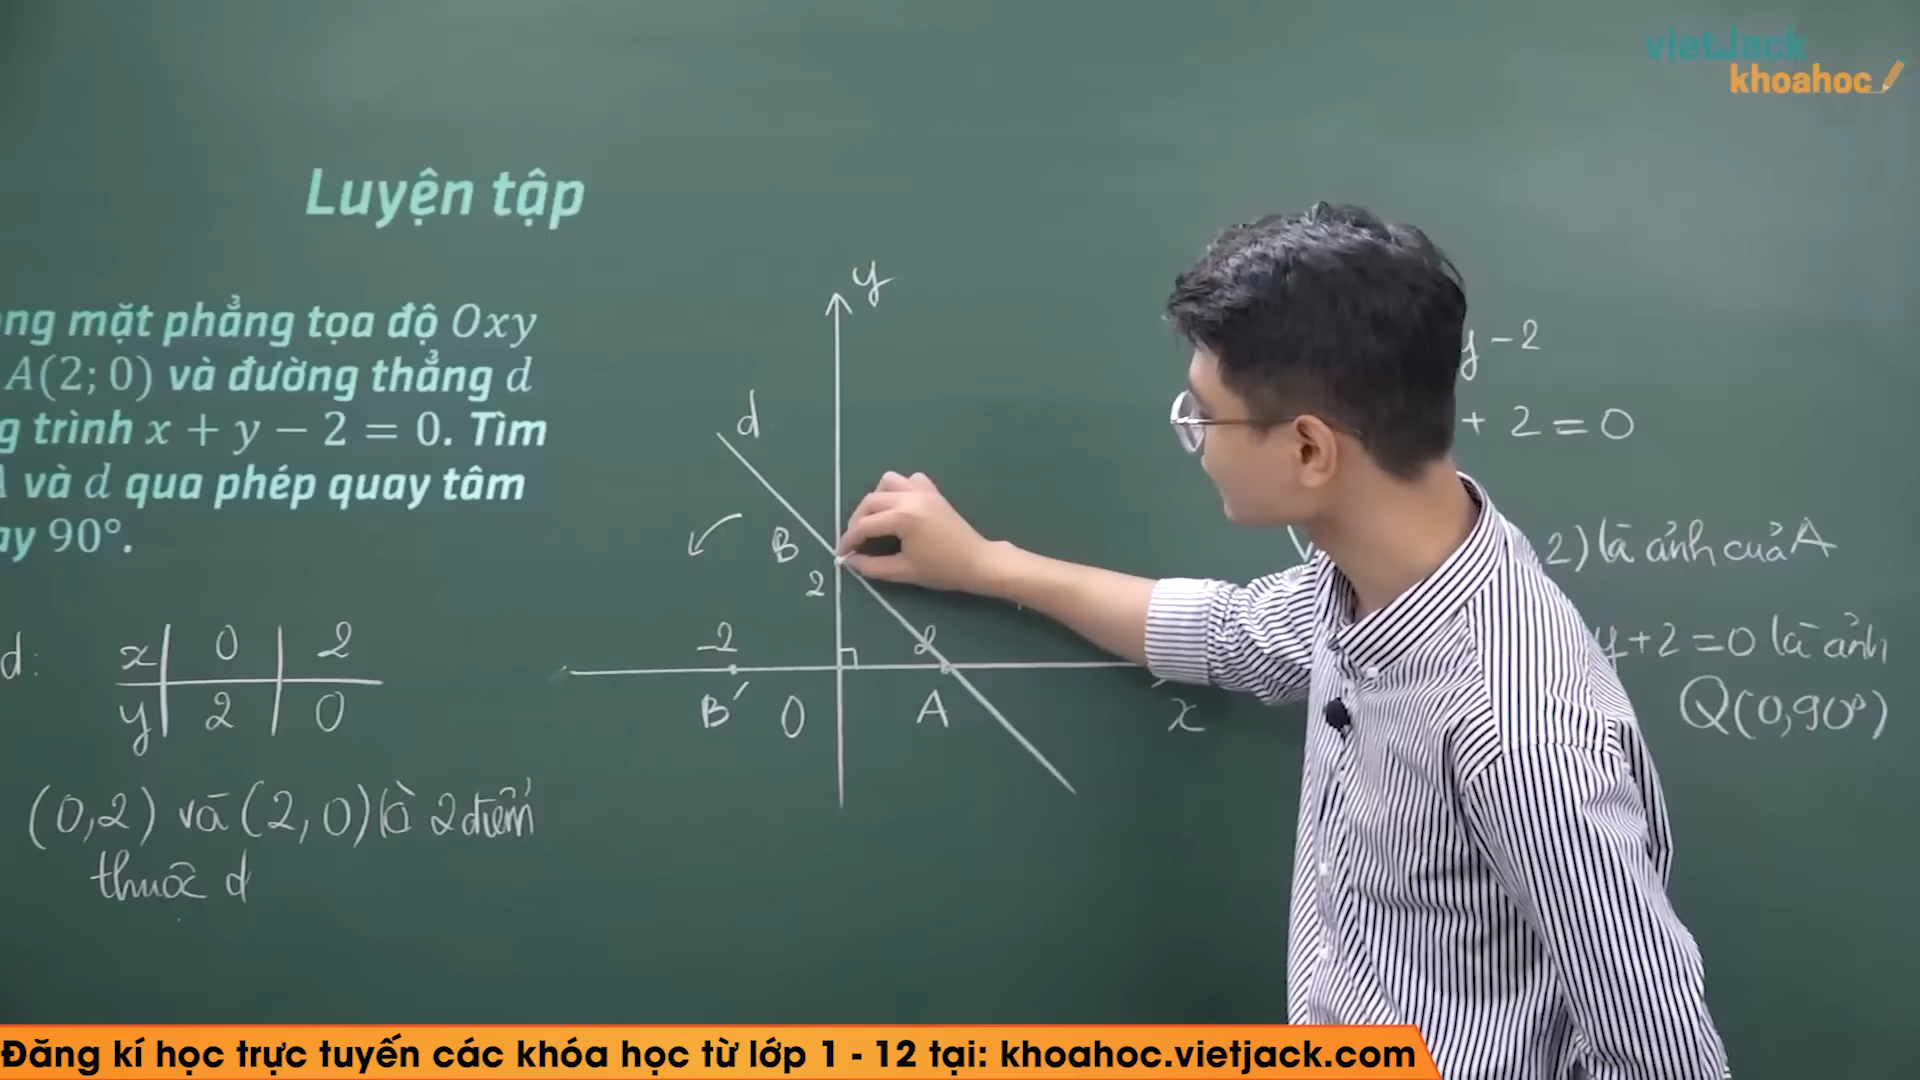 vietJack
khoahoc
Luyện tập
ng mặt phẳng tọa độ Oxy
A(2; 0) và đường thẳng d
g trình x + y − 2 = 0. Tìm
và d qua phép quay tâm
ay 90°.
d:
x 0 2
y 2 0
(0,2) và (2,0) là 2 điểm
thuộc d
y
d
B
2
-2
2
B'
O
A
x
y - 2
+ 2 = 0
2) là ảnh của A
y + 2 = 0 là ảnh
Q(0,90°)
Đăng kí học trực tuyến các khóa học từ lớp 1 - 12 tại: khoahoc.vietjack.com